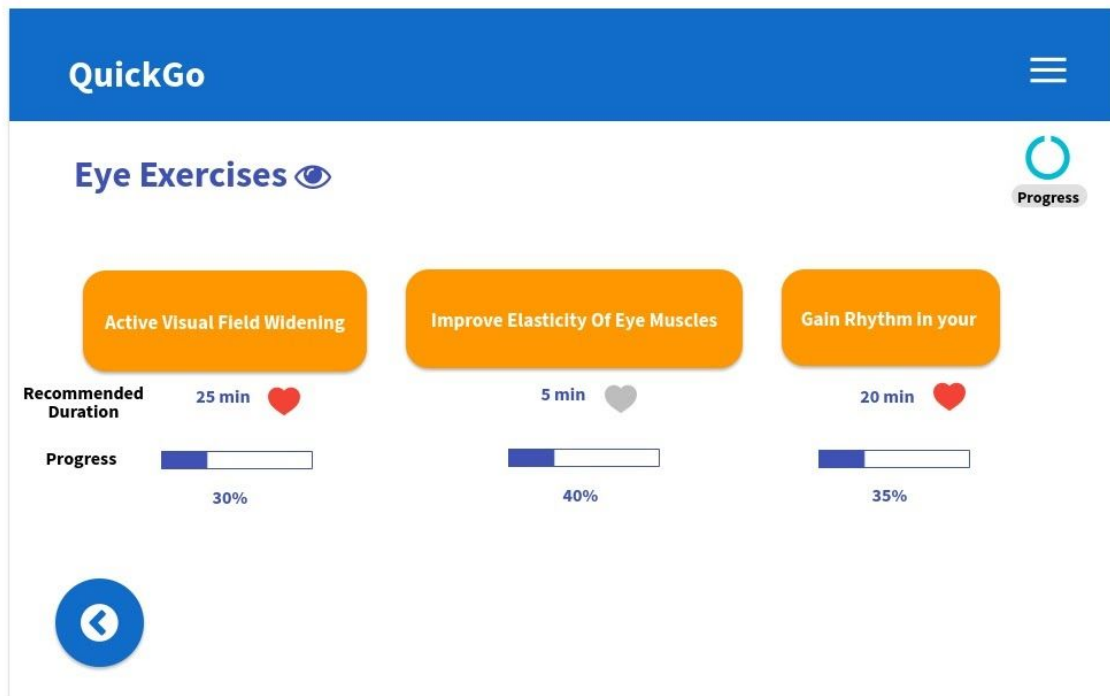 QuickGo
Eye Exercises
Progress
Active Visual Field Widening
Improve Elasticity Of Eye Muscles
Gain Rhythm in your
Recommended
Duration
25 min
5 min
20 min
Progress
30%
40%
35%